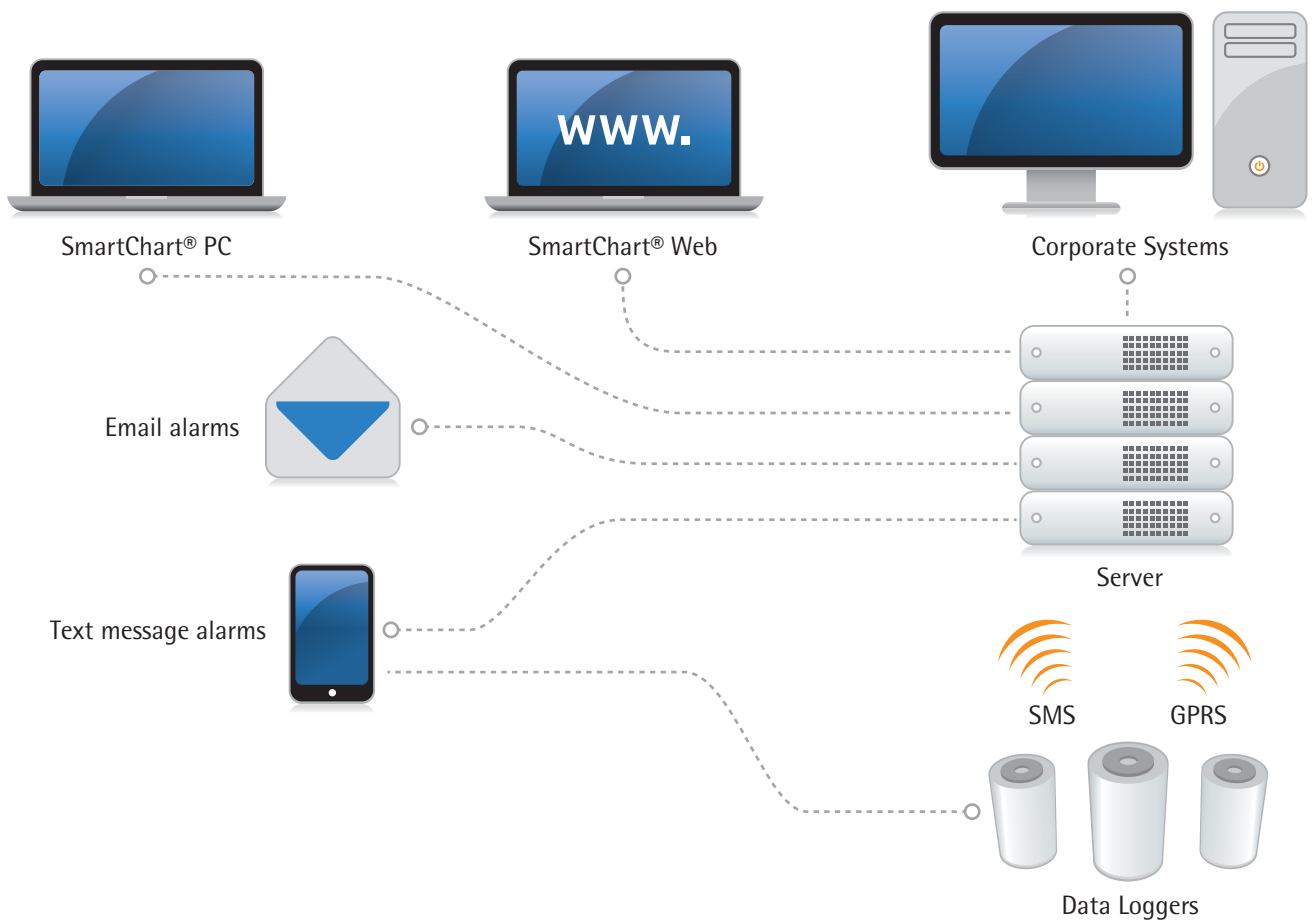 www.
SmartChart® PC
SmartChart® Web
Corporate Systems
Email alarms
Server
Text message alarms
SMS
GPRS
Data Loggers